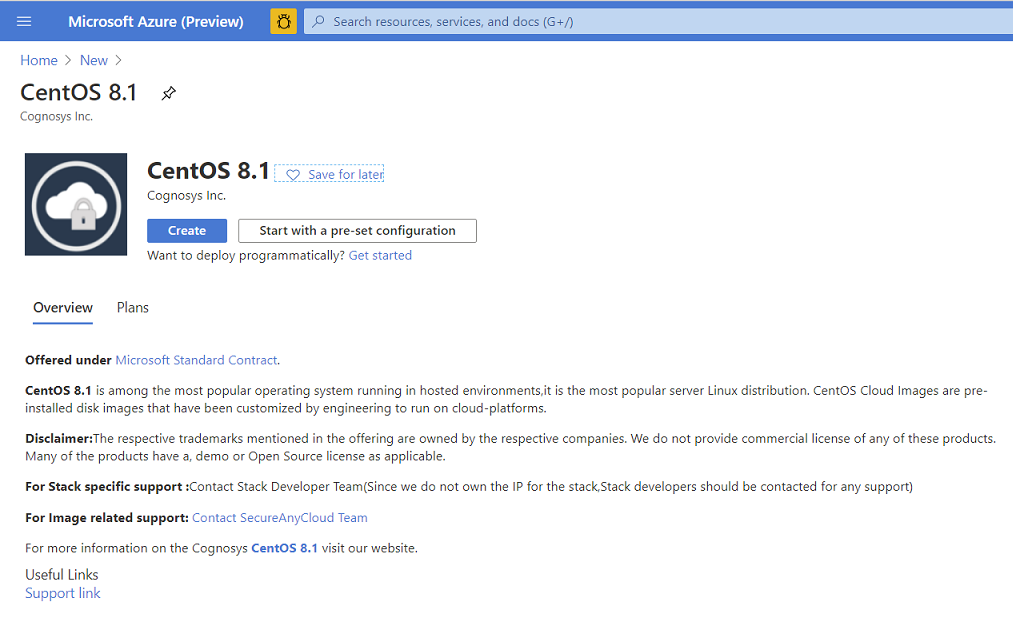 Microsoft Azure (Preview) Search resources, services, and docs (G+/)
Home > New >
CentOS 8.1
Cognosys Inc.
CentOS 8.1 Save for later
Cognosys Inc.
Create Start with a pre-set configuration
Want to deploy programmatically? Get started
Overview Plans
Offered under Microsoft Standard Contract.
CentOS 8.1 is among the most popular operating system running in hosted environments,it is the most popular server Linux distribution. CentOS Cloud Images are pre-
installed disk images that have been customized by engineering to run on cloud-platforms.
Disclaimer:The respective trademarks mentioned in the offering are owned by the respective companies. We do not provide commercial license of any of these products.
Many of the products have a, demo or Open Source license as applicable.
For Stack specific support :Contact Stack Developer Team(Since we do not own the IP for the stack,Stack developers should be contacted for any support)
For Image related support: Contact SecureAnyCloud Team
For more information on the Cognosys CentOS 8.1 visit our website.
Useful Links
Support link